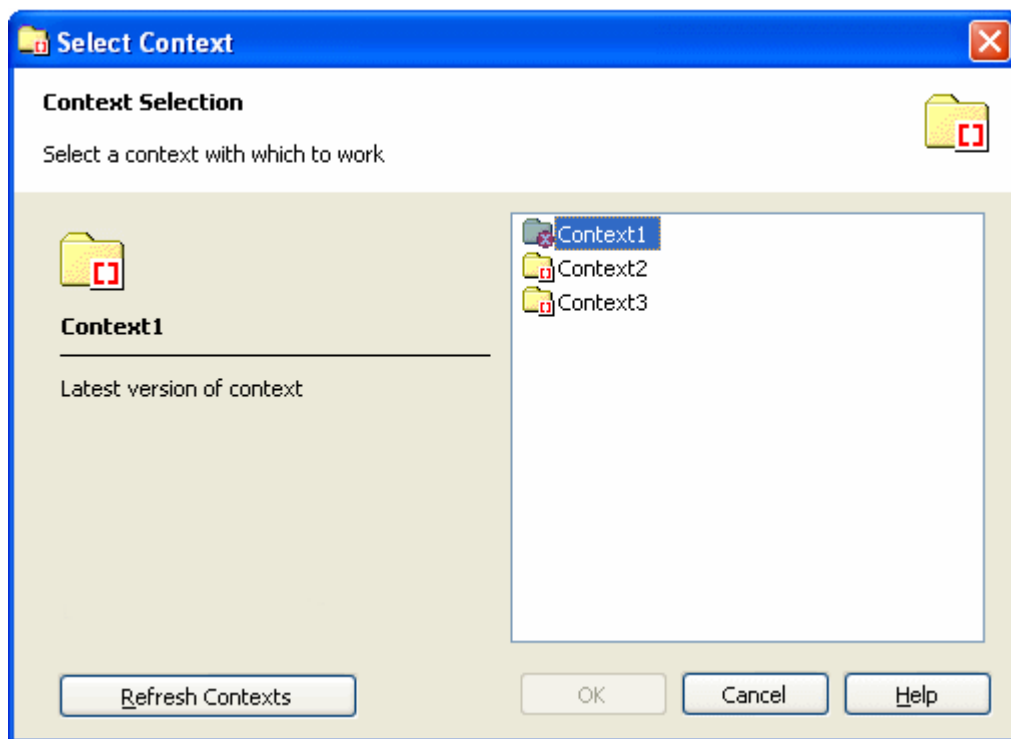 Select Context
Context Selection
Select a context with which to work
Context1
Context2
Context3
Context1
Latest version of context
Refresh Contexts
OK
Cancel
Help